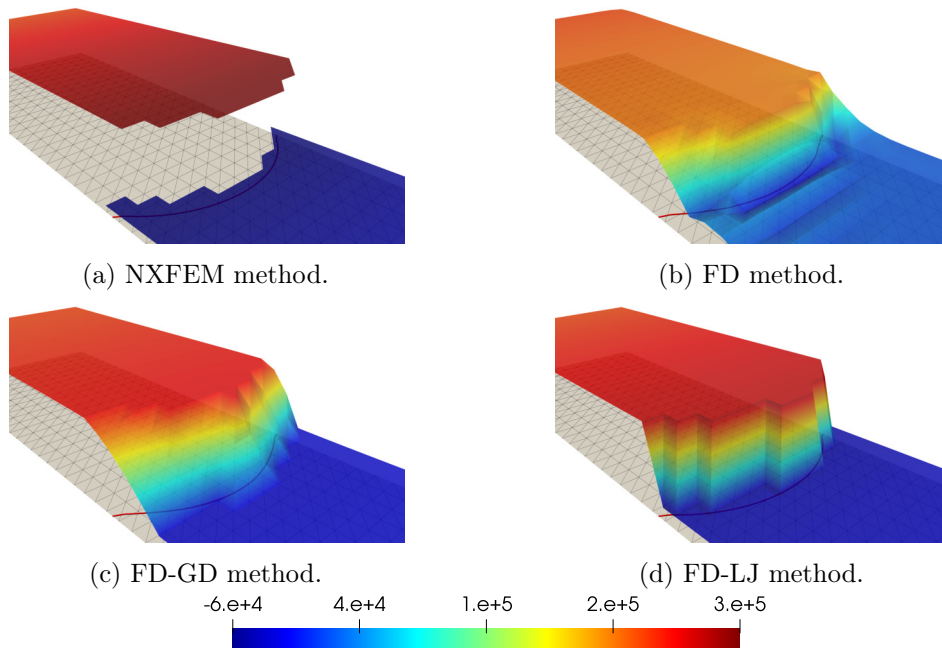 (a) NXFEM method.
(b) FD method.
(c) FD-GD method.
(d) FD-LJ method.
-6.e+4 4.e+4 1.e+5 2.e+5 3.e+5